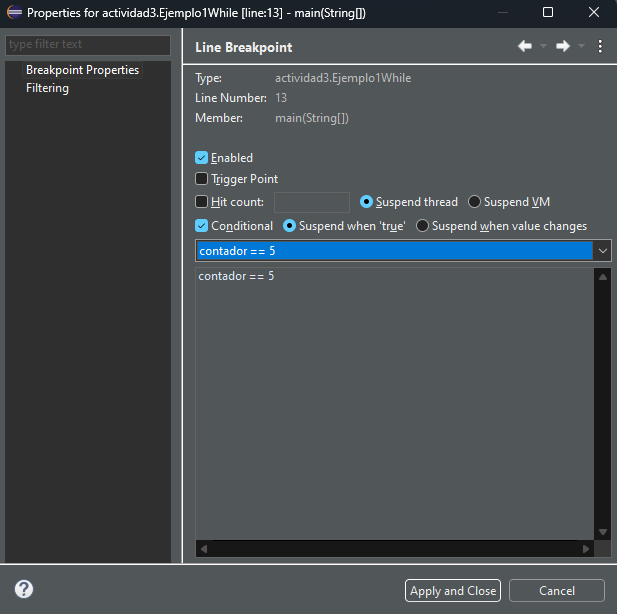 Properties for actividad3.Ejemplo1While [line:13] - main(String[])
type filter text
Breakpoint Properties
Filtering
Line Breakpoint
Type: actividad3.Ejemplo1While
Line Number: 13
Member: main(String[])
Enabled
Trigger Point
Hit count: Suspend thread Suspend VM
Conditional Suspend when 'true' Suspend when value changes
contador == 5
contador == 5
? Apply and Close Cancel